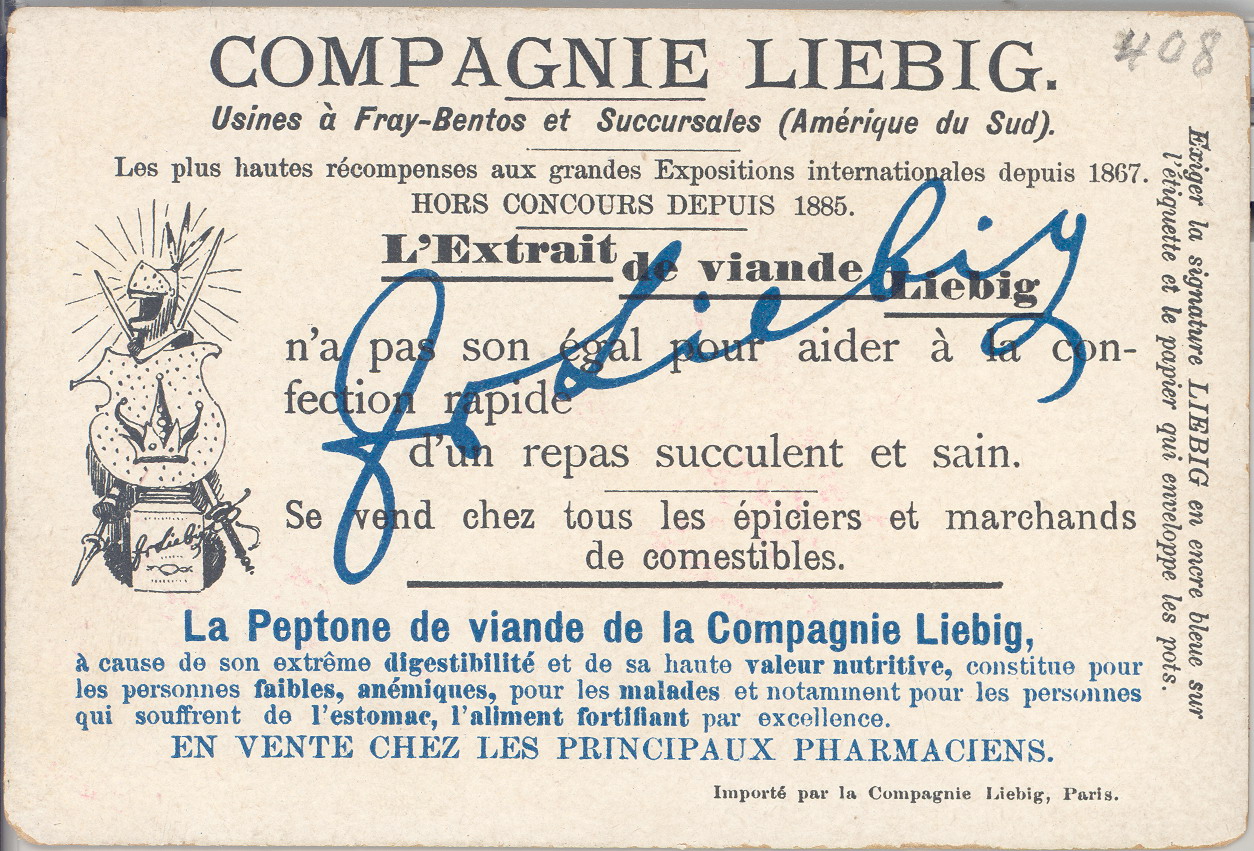 408
COMPAGNIE LIEBIG.
Usines à Fray-Bentos et Succursales (Amérique du Sud).
Les plus hautes récompenses aux grandes Expositions internationales depuis 1867.
HORS CONCOURS DEPUIS 1885.
L'Extrait de viande Liebig
n'a pas son égal pour aider à la con-
fection rapide
d'un repas succulent et sain.
Se vend chez tous les épiciers et marchands
de comestibles.
JvLiebig
JvLiebig
La Peptone de viande de la Compagnie Liebig,
à cause de son extrême digestibilité et de sa haute valeur nutritive, constitue pour
les personnes faibles, anémiques, pour les malades et notamment pour les personnes
qui souffrent de l'estomac, l'aliment fortifiant par excellence.
EN VENTE CHEZ LES PRINCIPAUX PHARMACIENS.
Importé par la Compagnie Liebig, Paris.
Exiger la signature LIEBIG en encre bleue sur
l'étiquette et le papier qui enveloppe les pots.